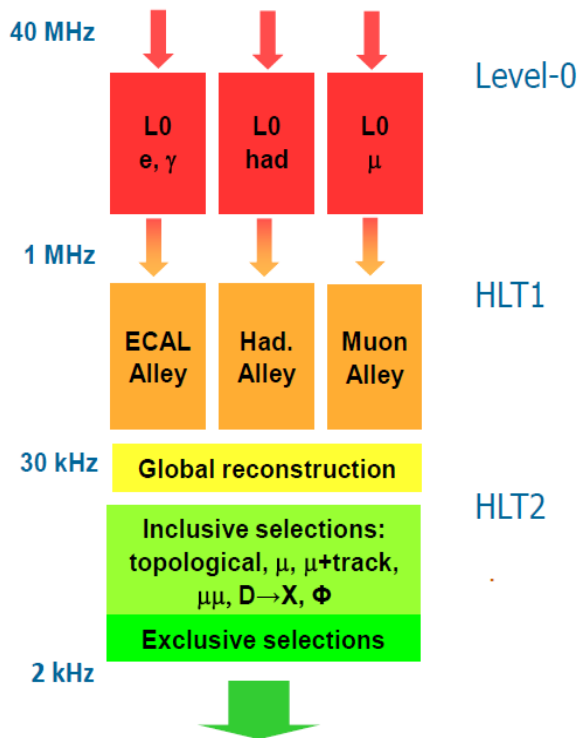 40 MHz
Level-0
L0
e, γ
L0
had
L0
μ
1 MHz
HLT1
ECAL
Alley
Had.
Alley
Muon
Alley
30 kHz
Global reconstruction
HLT2
Inclusive selections:
topological, μ, μ+track,
μμ, D→X, Φ
Exclusive selections
2 kHz